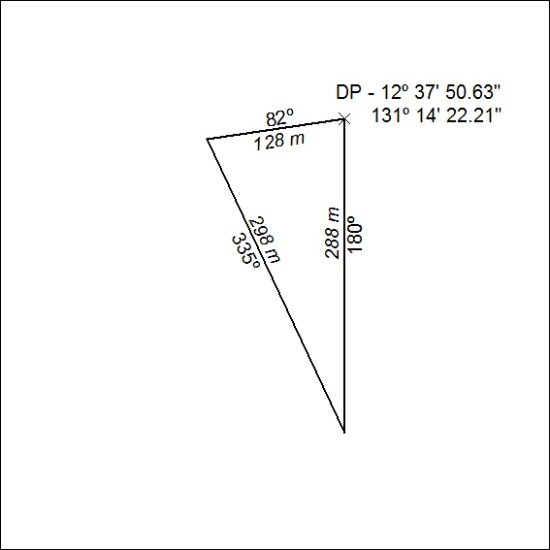 DP - 12º 37' 50.63"
131º 14' 22.21"
82º
128 m
298 m
335º
288 m
180º